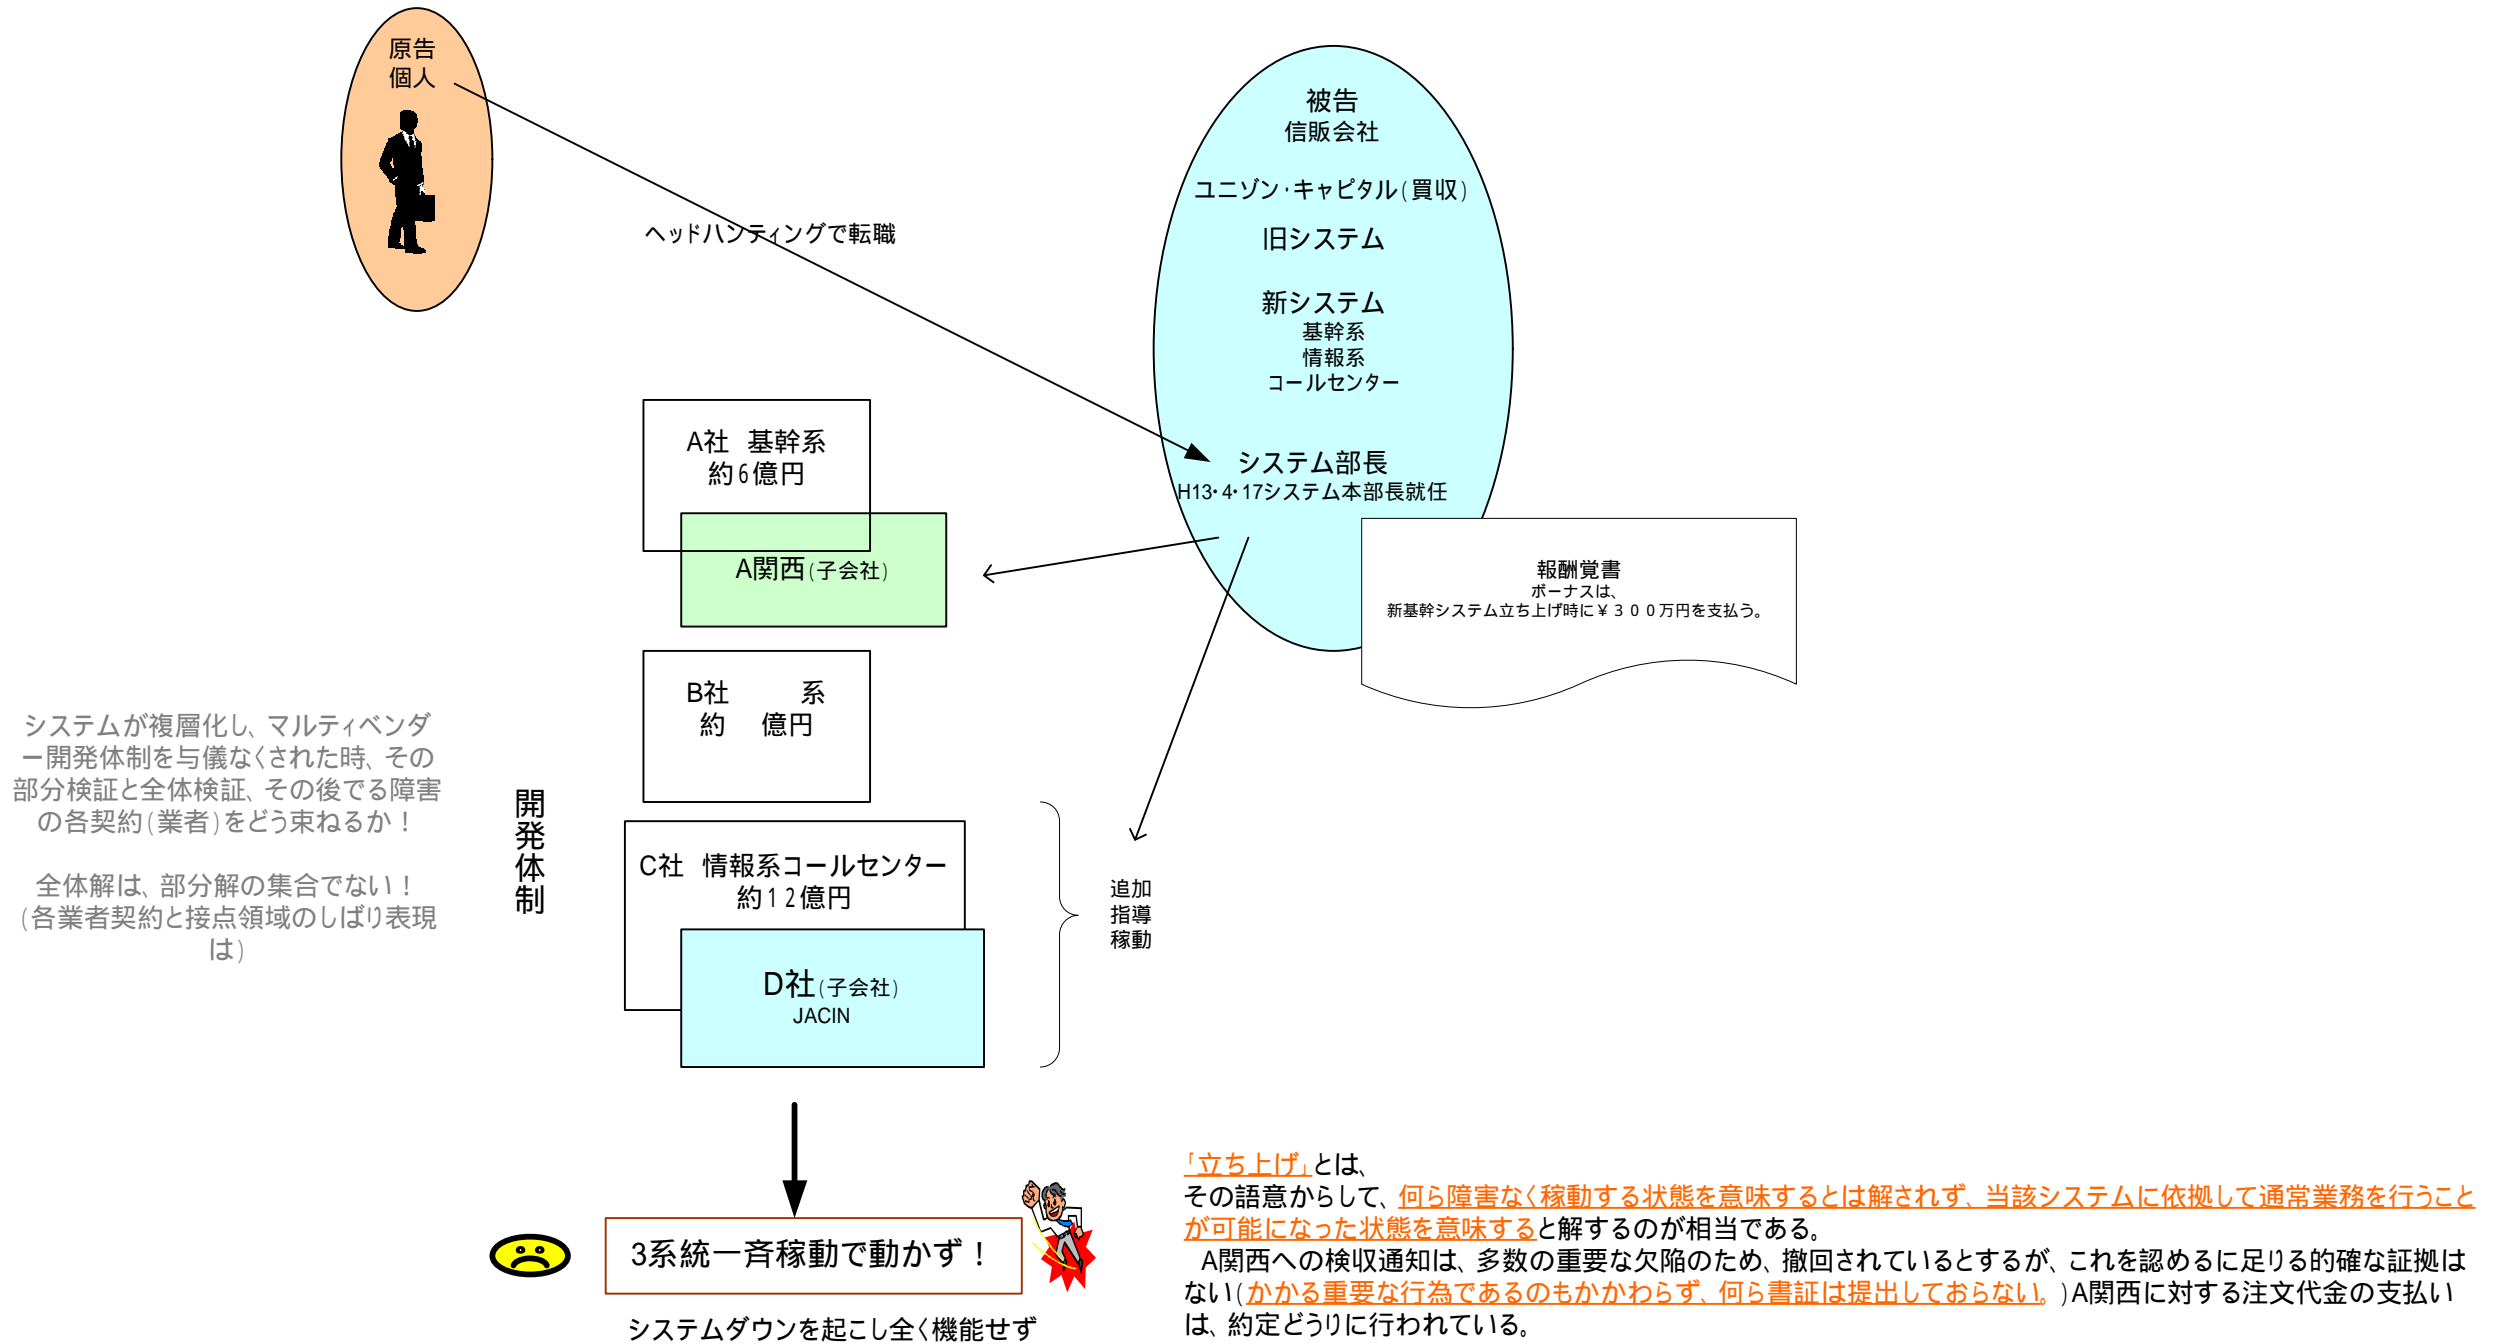 原告
個人
ヘッドハンティングで転職
被告
信販会社
ユニゾン・キャピタル(買収)
旧システム
新システム
基幹系
情報系
コールセンター
システム部長
H13・4・17システム本部長就任
報酬覚書
ボーナスは、
新基幹システム立ち上げ時に¥300万円を支払う。
A社 基幹系
約6億円
A関西(子会社)
B社 系
約 億円
C社 情報系コールセンター
約12億円
D社(子会社)
JACIN
開発体制
追加
指導
稼動
システムが複層化し、マルティベンダ
ー開発体制を与儀なくされた時、その
部分検証と全体検証、その後でる障害
の各契約(業者)をどう束ねるか!
全体解は、部分解の集合でない!
(各業者契約と接点領域のしばり表現
は)
3系統一斉稼動で動かず!
システムダウンを起こし全く機能せず
「立ち上げ」とは、
その語意からして、何ら障害なく稼動する状態を意味するとは解されず、当該システムに依拠して通常業務を行うこと
が可能になった状態を意味すると解するのが相当である。
A関西への検収通知は、多数の重要な欠陥のため、撤回されているとするが、これを認めるに足りる的確な証拠は
ない(かかる重要な行為であるのもかかわらず、何ら書証は提出しておらない。)A関西に対する注文代金の支払い
は、約定どうりに行われている。